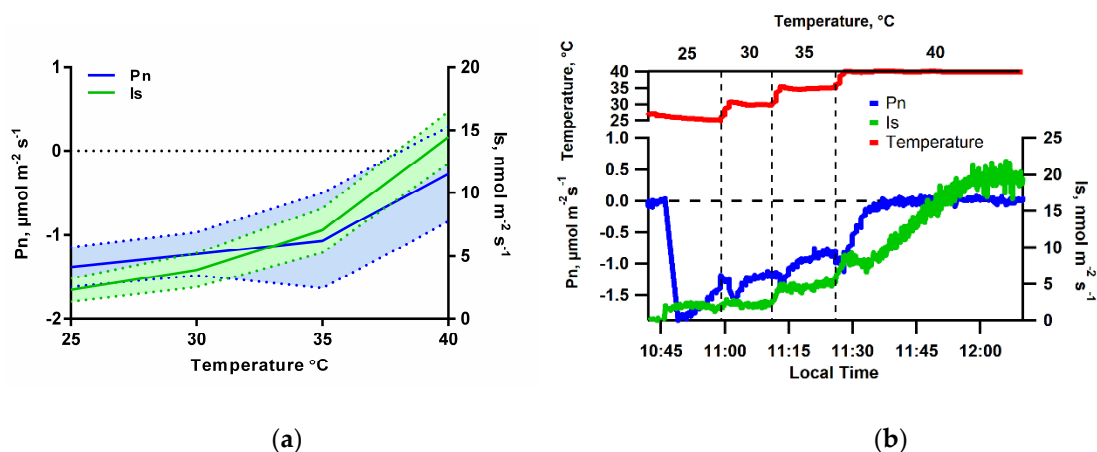 Pn, µmol m-2 s-1
1
0
-1
-2
Pn
Is
20
15
10
5
0
Is, nmol m-2 s-1
25
30
35
40
Temperature °C
(a)
Temperature, °C
25
30
35
40
Temperature, °C
40
35
30
25
Pn
Is
Temperature
Pn, µmol m-2 s-1
1.0
0.5
0.0
-0.5
-1.0
-1.5
25
20
15
10
5
0
Is, nmol m-2 s-1
10:45
11:00
11:15
11:30
11:45
12:00
Local Time
(b)